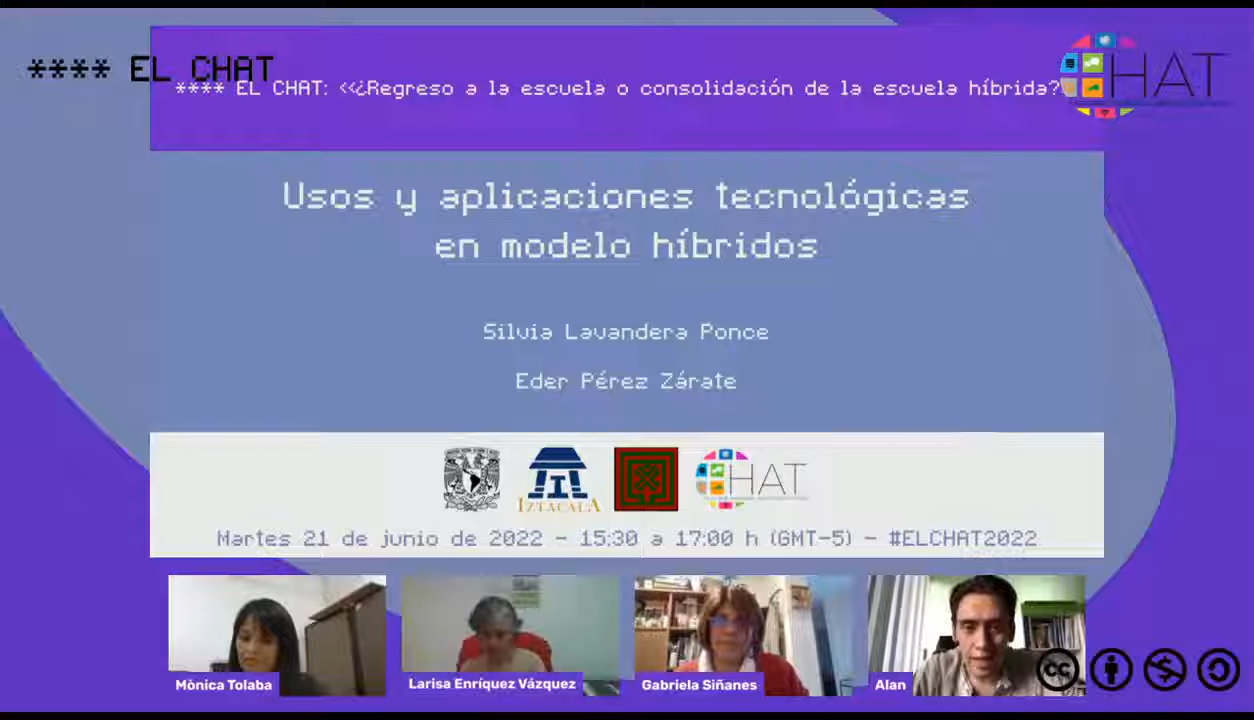 **** EL CHAT
**** EL CHAT: <<¿Regreso a la escuela o consolidación de la escuela híbrida?
HAT
Usos y aplicaciones tecnológicas
en modelo híbridos
Silvia Lavandera Ponce
Eder Pérez Zárate
IZTACALA
HAT
Martes 21 de junio de 2022 - 15:30 a 17:00 h (GMT-5) - #ELCHAT2022
Mònica Tolaba
Larisa Enríquez Vázquez
Gabriela Siñanes
Alan
cc